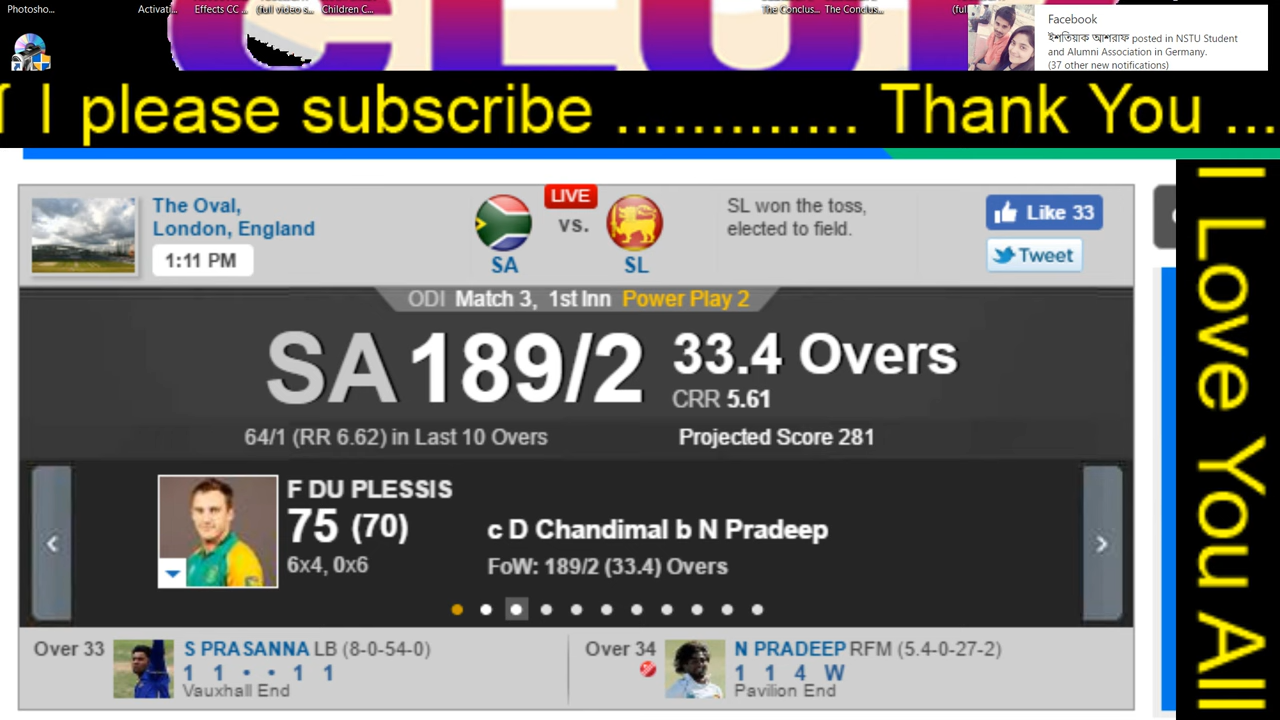 Photosho...
Activati...
Effects CC ...
(full video s...
Children C...
The Conclus...
The Conclus...
(ful
Facebook
ইশতিয়াক আশরাফ posted in NSTU Student
and Alumni Association in Germany.
(37 other new notifications)
I please subscribe ............. Thank You ...
The Oval,
London, England
1:11 PM
LIVE
vs.
SA
SL
SL won the toss,
elected to field.
Like 33
Tweet
ODI Match 3, 1st Inn Power Play 2
SA 189/2
33.4 Overs
CRR 5.61
64/1 (RR 6.62) in Last 10 Overs
Projected Score 281
F DU PLESSIS
75 (70)
6x4, 0x6
c D Chandimal b N Pradeep
FoW: 189/2 (33.4) Overs
Over 33
S PRASANNA LB (8-0-54-0)
1 1 • • 1 1
Vauxhall End
Over 34
N PRADEEP RFM (5.4-0-27-2)
1 1 4 W
Pavilion End
I Love You All